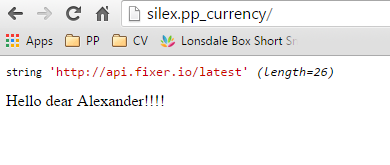 silex.pp_currency/
Apps PP CV Lonsdale Box Short Sn
string 'http://api.fixer.io/latest' (length=26)
Hello dear Alexander!!!!